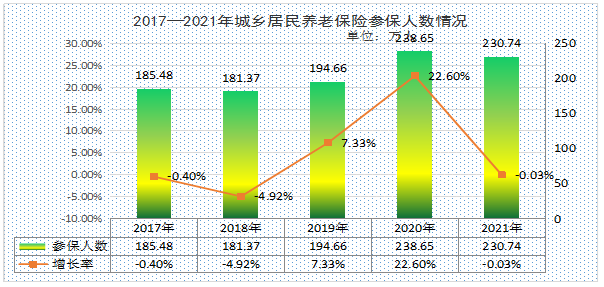 2017—2021年城乡居民养老保险参保人数情况
单位：万人
30.00%
25.00%
20.00%
15.00%
10.00%
5.00%
0.00%
-5.00%
-10.00%
250
200
150
100
50
0
185.48 181.37 194.66 238.65 230.74
-0.40% -4.92% 7.33% 22.60% -0.03%
2017年 2018年 2019年 2020年 2021年
参保人数 185.48 181.37 194.66 238.65 230.74
增长率 -0.40% -4.92% 7.33% 22.60% -0.03%